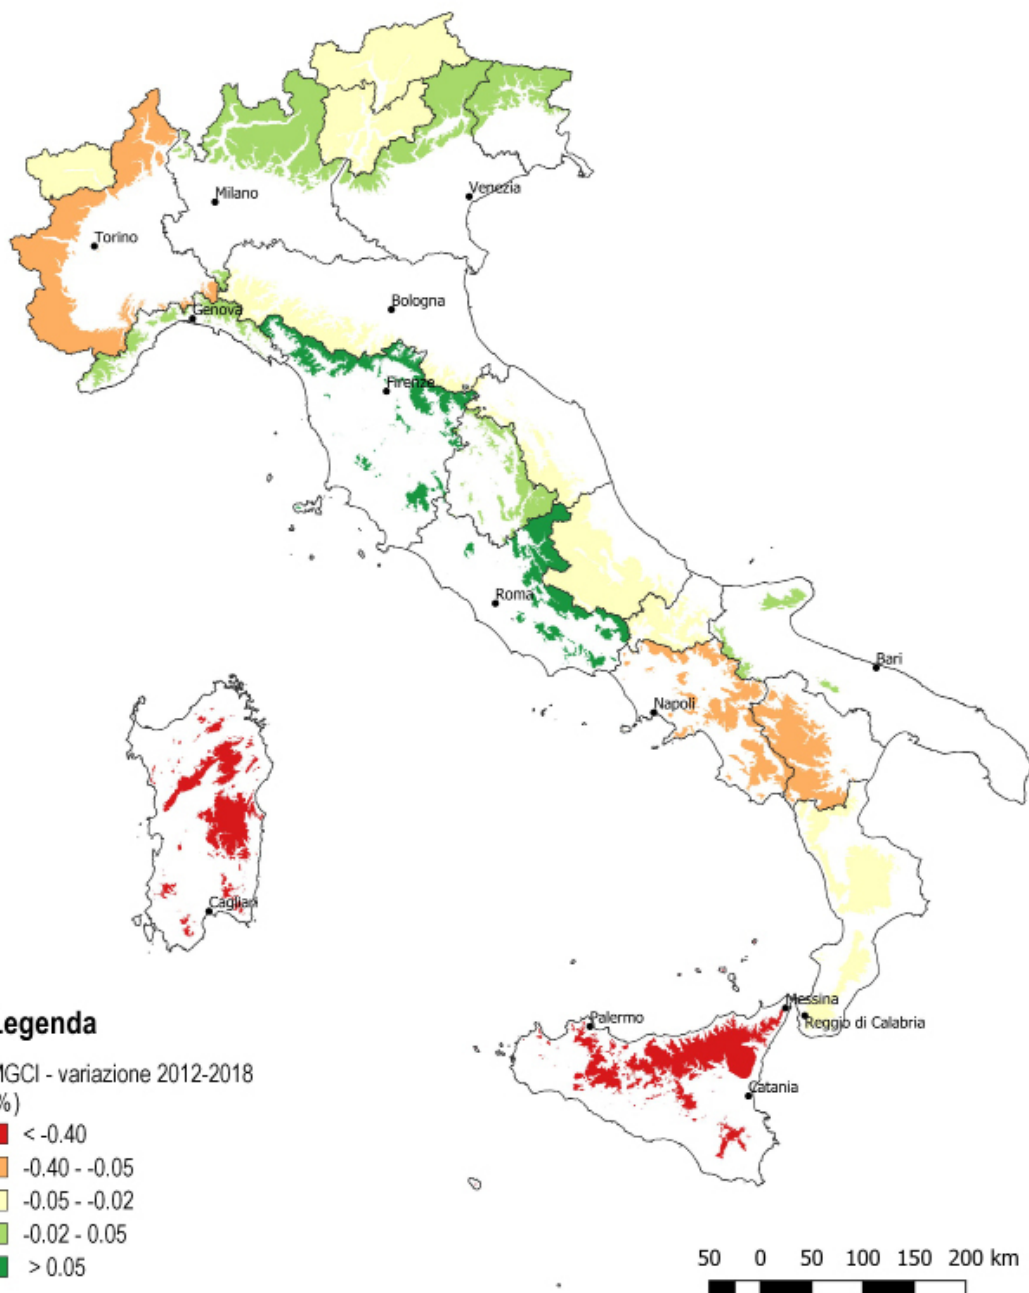 Milano
Venezia
Torino
Bologna
Genova
Firenze
Roma
Bari
Napoli
Cagliari
Messina
Palermo
Reggio di Calabria
Catania
Legenda
MGCI - variazione 2012-2018
%)
< -0.40
-0.40 - -0.05
-0.05 - -0.02
-0.02 - 0.05
> 0.05
50 0 50 100 150 200 km